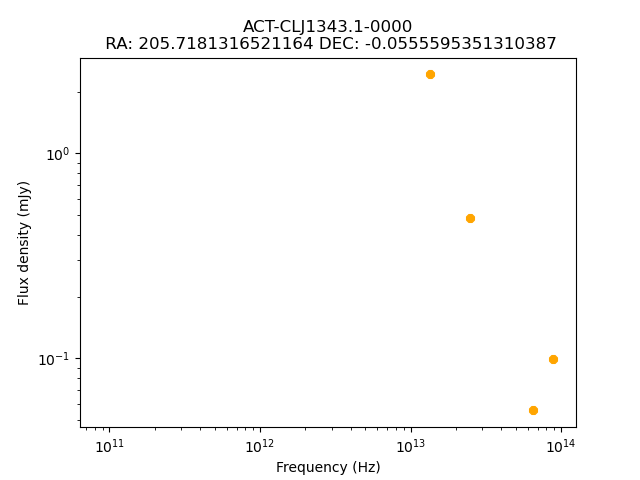 ACT-CLJ1343.1-0000
RA: 205.7181316521164 DEC: -0.0555595351310387
10⁰
10⁻¹
Flux density (mJy)
10¹¹ 10¹² 10¹³ 10¹⁴
Frequency (Hz)